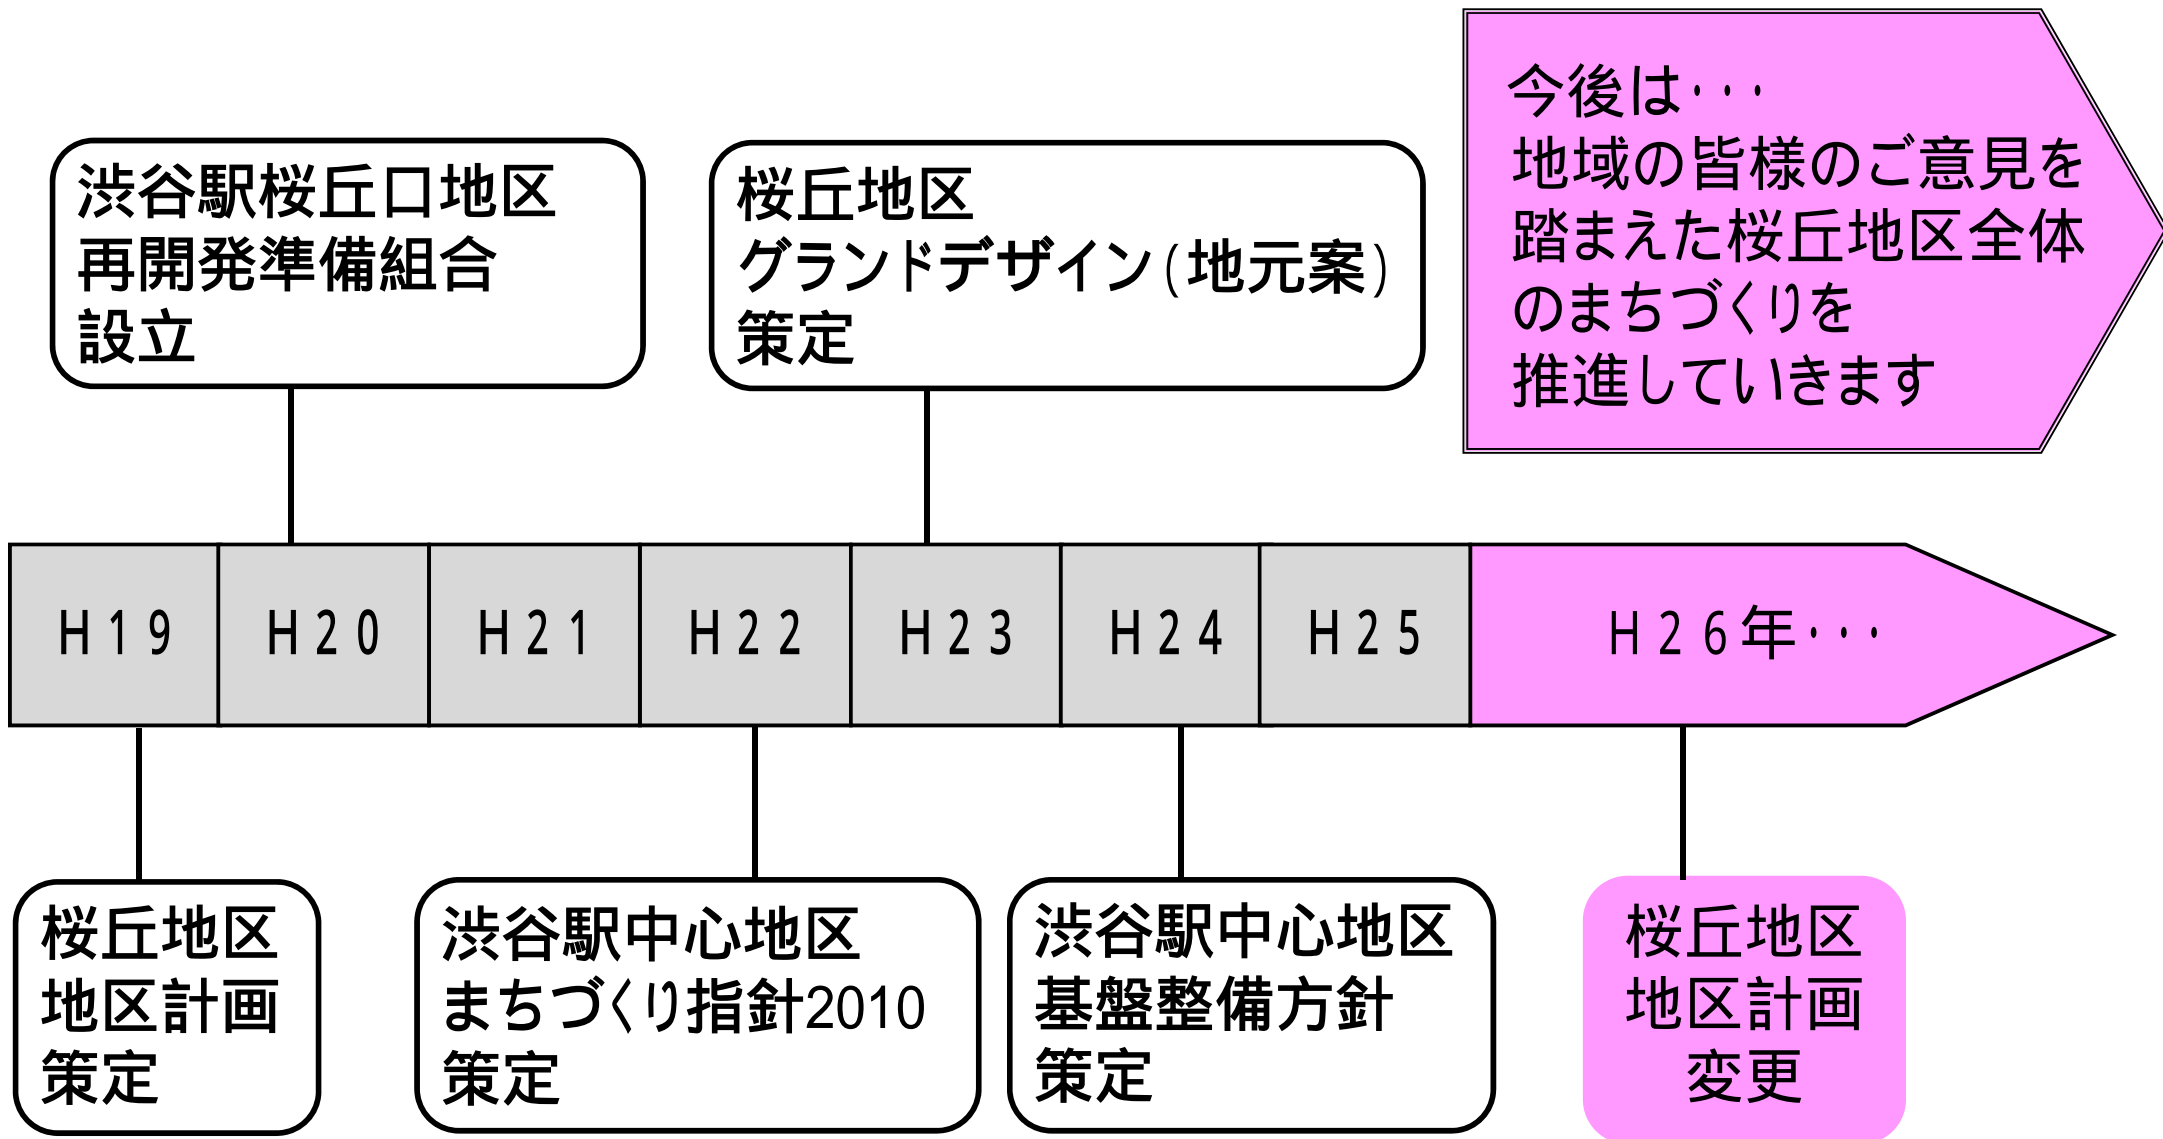 今後は･･･
地域の皆様のご意見を
踏まえた桜丘地区全体
のまちづくりを
推進していきます
渋谷駅桜丘口地区
再開発準備組合
設立
桜丘地区
グランドデザイン(地元案)
策定
H19
H20
H21
H22
H23
H24
H25
H26年･･･
桜丘地区
地区計画
策定
渋谷駅中心地区
まちづくり指針2010
策定
渋谷駅中心地区
基盤整備方針
策定
桜丘地区
地区計画
変更